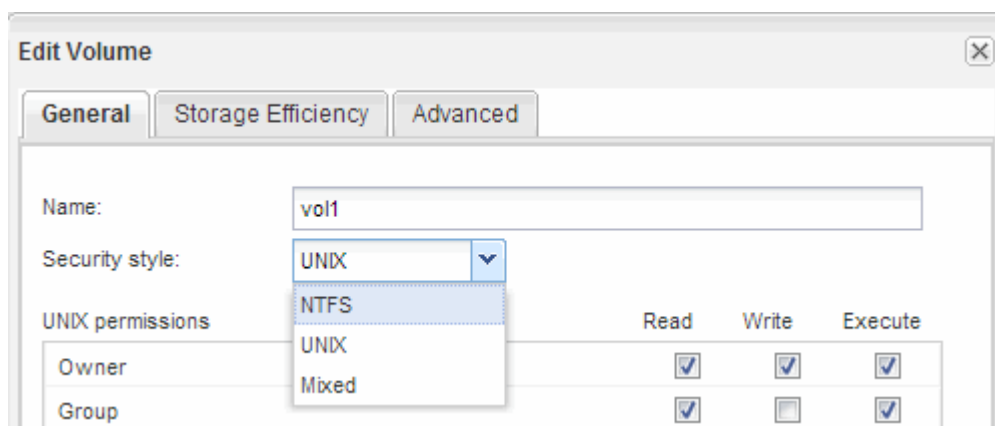 Edit Volume
General Storage Efficiency Advanced
Name: vol1
Security style: UNIX
NTFS
UNIX permissions Read Write Execute
UNIX
Owner
Mixed
Group